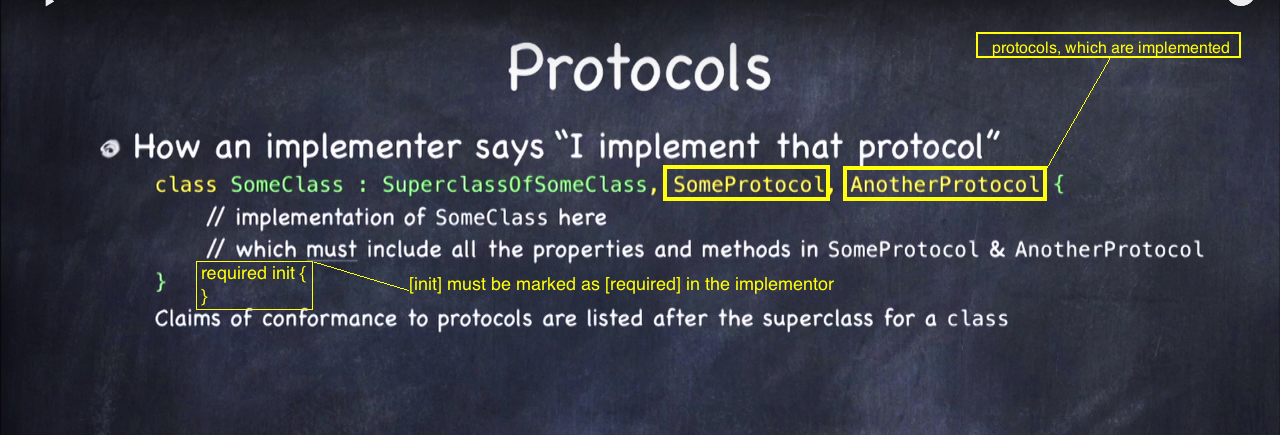 protocols, which are implemented
Protocols
How an implementer says “I implement that protocol”
class SomeClass : SuperclassOfSomeClass, SomeProtocol, AnotherProtocol {
// implementation of SomeClass here
// which must include all the properties and methods in SomeProtocol & AnotherProtocol
required init {
}
[init] must be marked as [required] in the implementor
}
Claims of conformance to protocols are listed after the superclass for a class